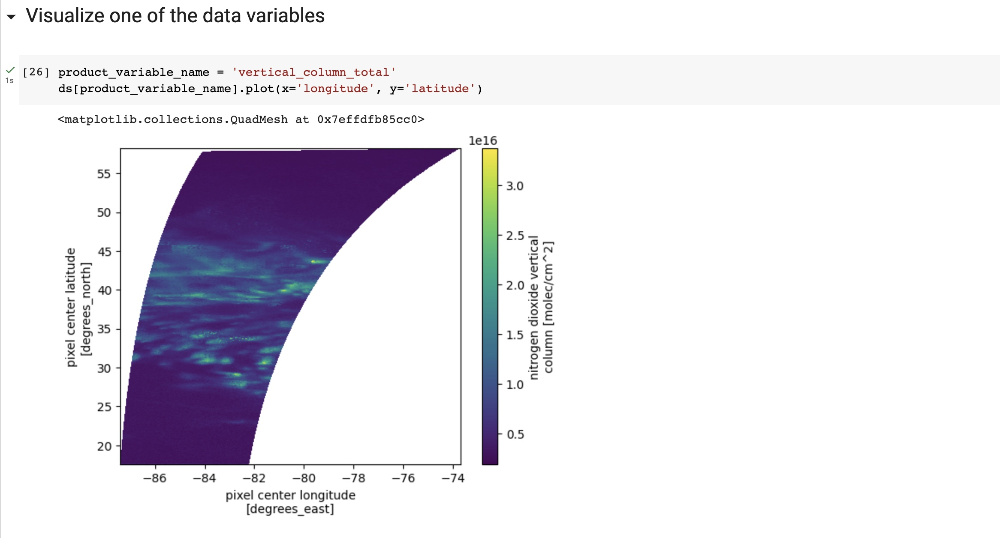 Visualize one of the data variables
[26] product_variable_name = 'vertical_column_total'
1s
ds[product_variable_name].plot(x='longitude', y='latitude')
<matplotlib.collections.QuadMesh at 0x7effdfb85cc0>
1e16
55
50
45
40
35
30
25
20
pixel center latitude
[degrees_north]
−86
−84
−82
−80
−78
−76
−74
pixel center longitude
[degrees_east]
3.0
2.5
2.0
1.5
1.0
0.5
nitrogen dioxide vertical
column [molec/cm^2]